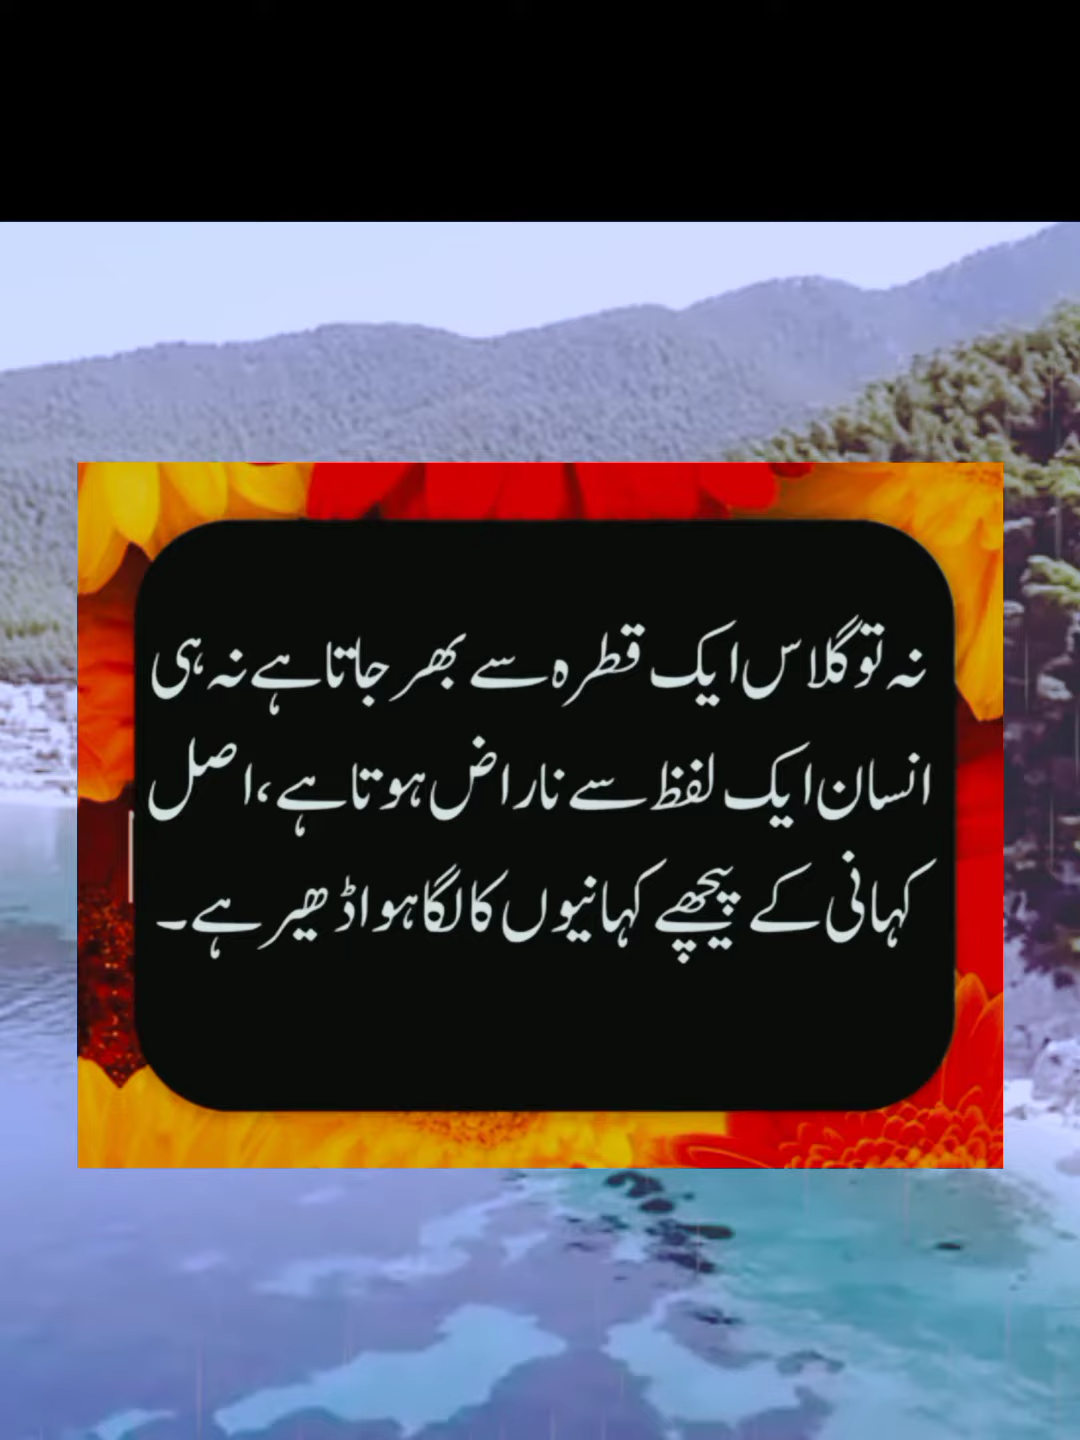 نہ تو گلاس ایک قطرہ سے بھر جاتا ہے نہ ہی
انسان ایک لفظ سے ناراض ہوتا ہے، اصل
کہانی کے پیچھے کہانیوں کا لگا ہوا ڈھیر ہے۔